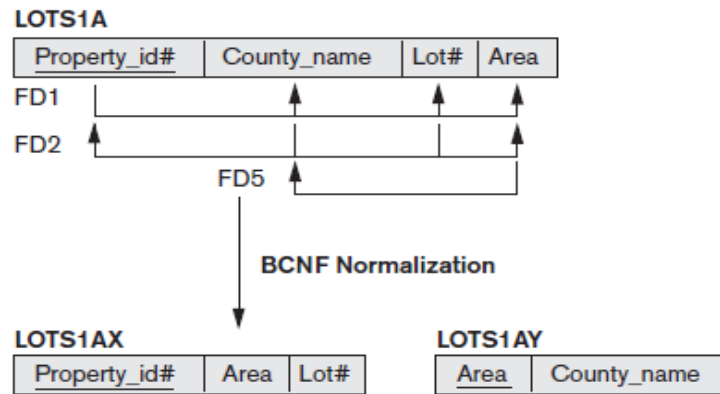 LOTS1A
Property_id# County_name Lot# Area
FD1
FD2
FD5
BCNF Normalization
LOTS1AX LOTS1AY
Property_id# Area Lot# Area County_name